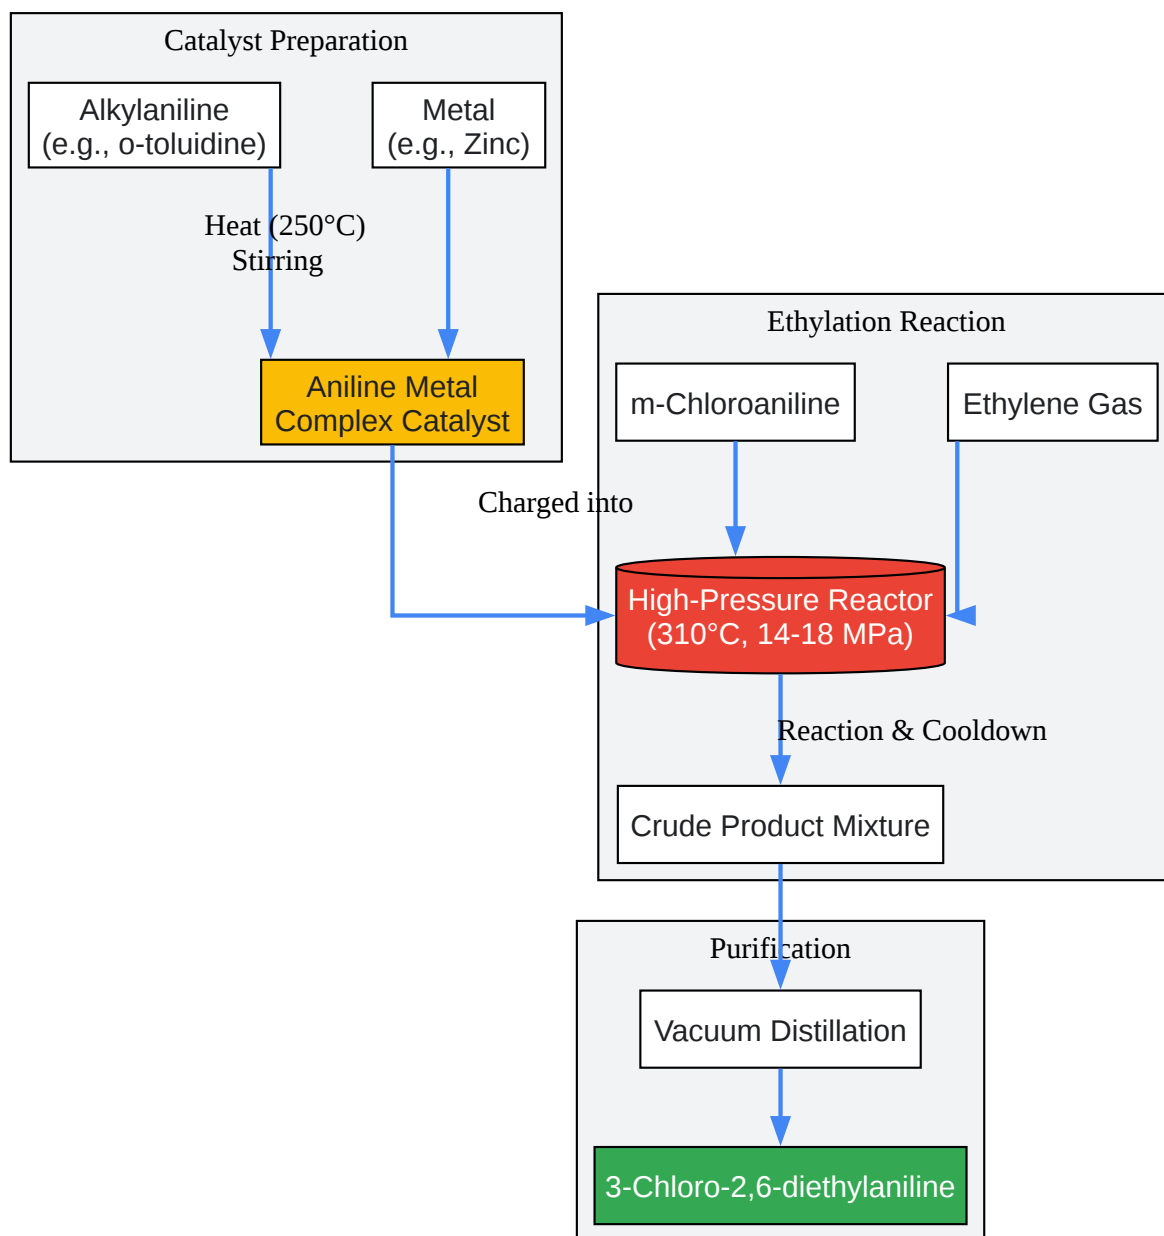 Catalyst Preparation
Alkylaniline
(e.g., o-toluidine)
Metal
(e.g., Zinc)
Heat (250°C)
Stirring
Aniline Metal
Complex Catalyst
Charged into
Ethylation Reaction
m-Chloroaniline
Ethylene Gas
High-Pressure Reactor
(310°C, 14-18 MPa)
Reaction & Cooldown
Crude Product Mixture
Purification
Vacuum Distillation
3-Chloro-2,6-diethylaniline